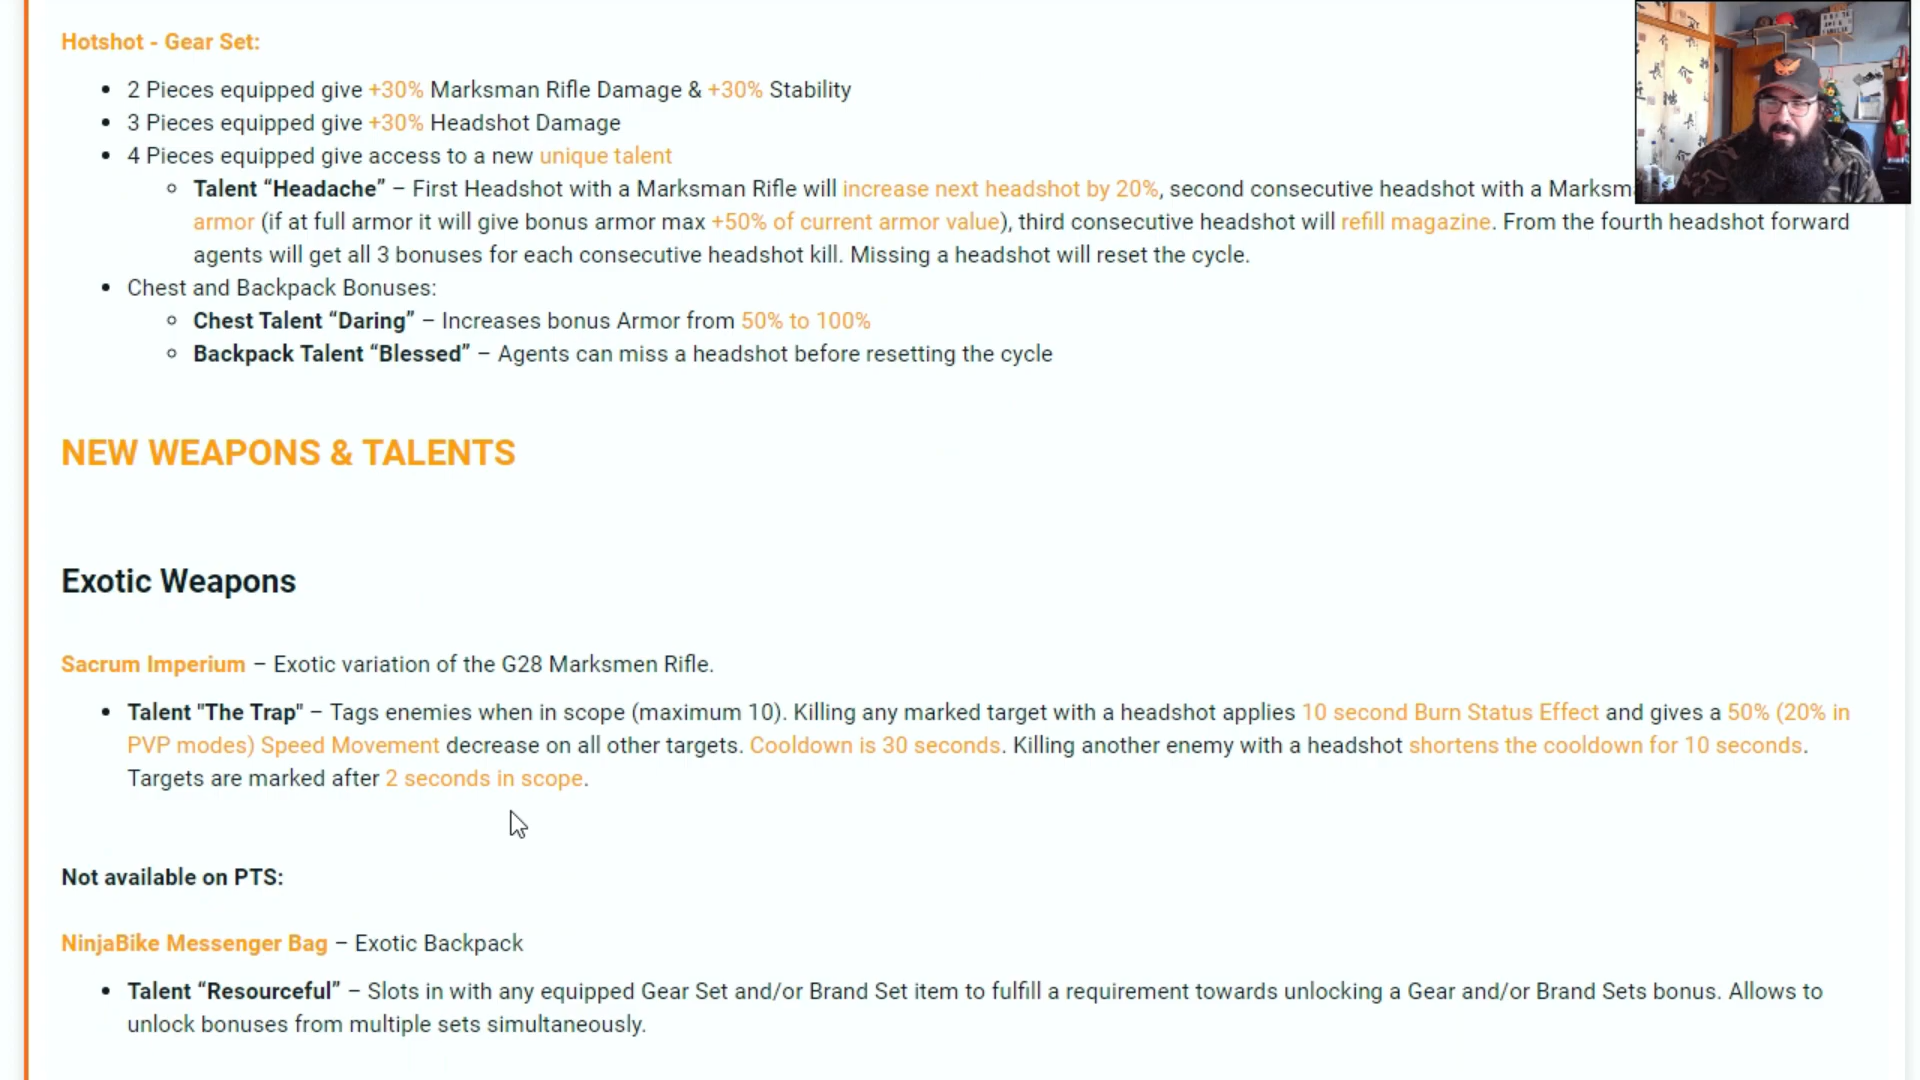 Hotshot - Gear Set:
• 2 Pieces equipped give +30% Marksman Rifle Damage & +30% Stability
• 3 Pieces equipped give +30% Headshot Damage
• 4 Pieces equipped give access to a new unique talent
○ Talent “Headache” – First Headshot with a Marksman Rifle will increase next headshot by 20%, second consecutive headshot with a Marksma
armor (if at full armor it will give bonus armor max +50% of current armor value), third consecutive headshot will refill magazine. From the fourth headshot forward
agents will get all 3 bonuses for each consecutive headshot kill. Missing a headshot will reset the cycle.
• Chest and Backpack Bonuses:
○ Chest Talent “Daring” – Increases bonus Armor from 50% to 100%
○ Backpack Talent “Blessed” – Agents can miss a headshot before resetting the cycle
NEW WEAPONS & TALENTS
Exotic Weapons
Sacrum Imperium – Exotic variation of the G28 Marksmen Rifle.
• Talent "The Trap" – Tags enemies when in scope (maximum 10). Killing any marked target with a headshot applies 10 second Burn Status Effect and gives a 50% (20% in
PVP modes) Speed Movement decrease on all other targets. Cooldown is 30 seconds. Killing another enemy with a headshot shortens the cooldown for 10 seconds.
Targets are marked after 2 seconds in scope.
Not available on PTS:
NinjaBike Messenger Bag – Exotic Backpack
• Talent “Resourceful” – Slots in with any equipped Gear Set and/or Brand Set item to fulfill a requirement towards unlocking a Gear and/or Brand Sets bonus. Allows to
unlock bonuses from multiple sets simultaneously.